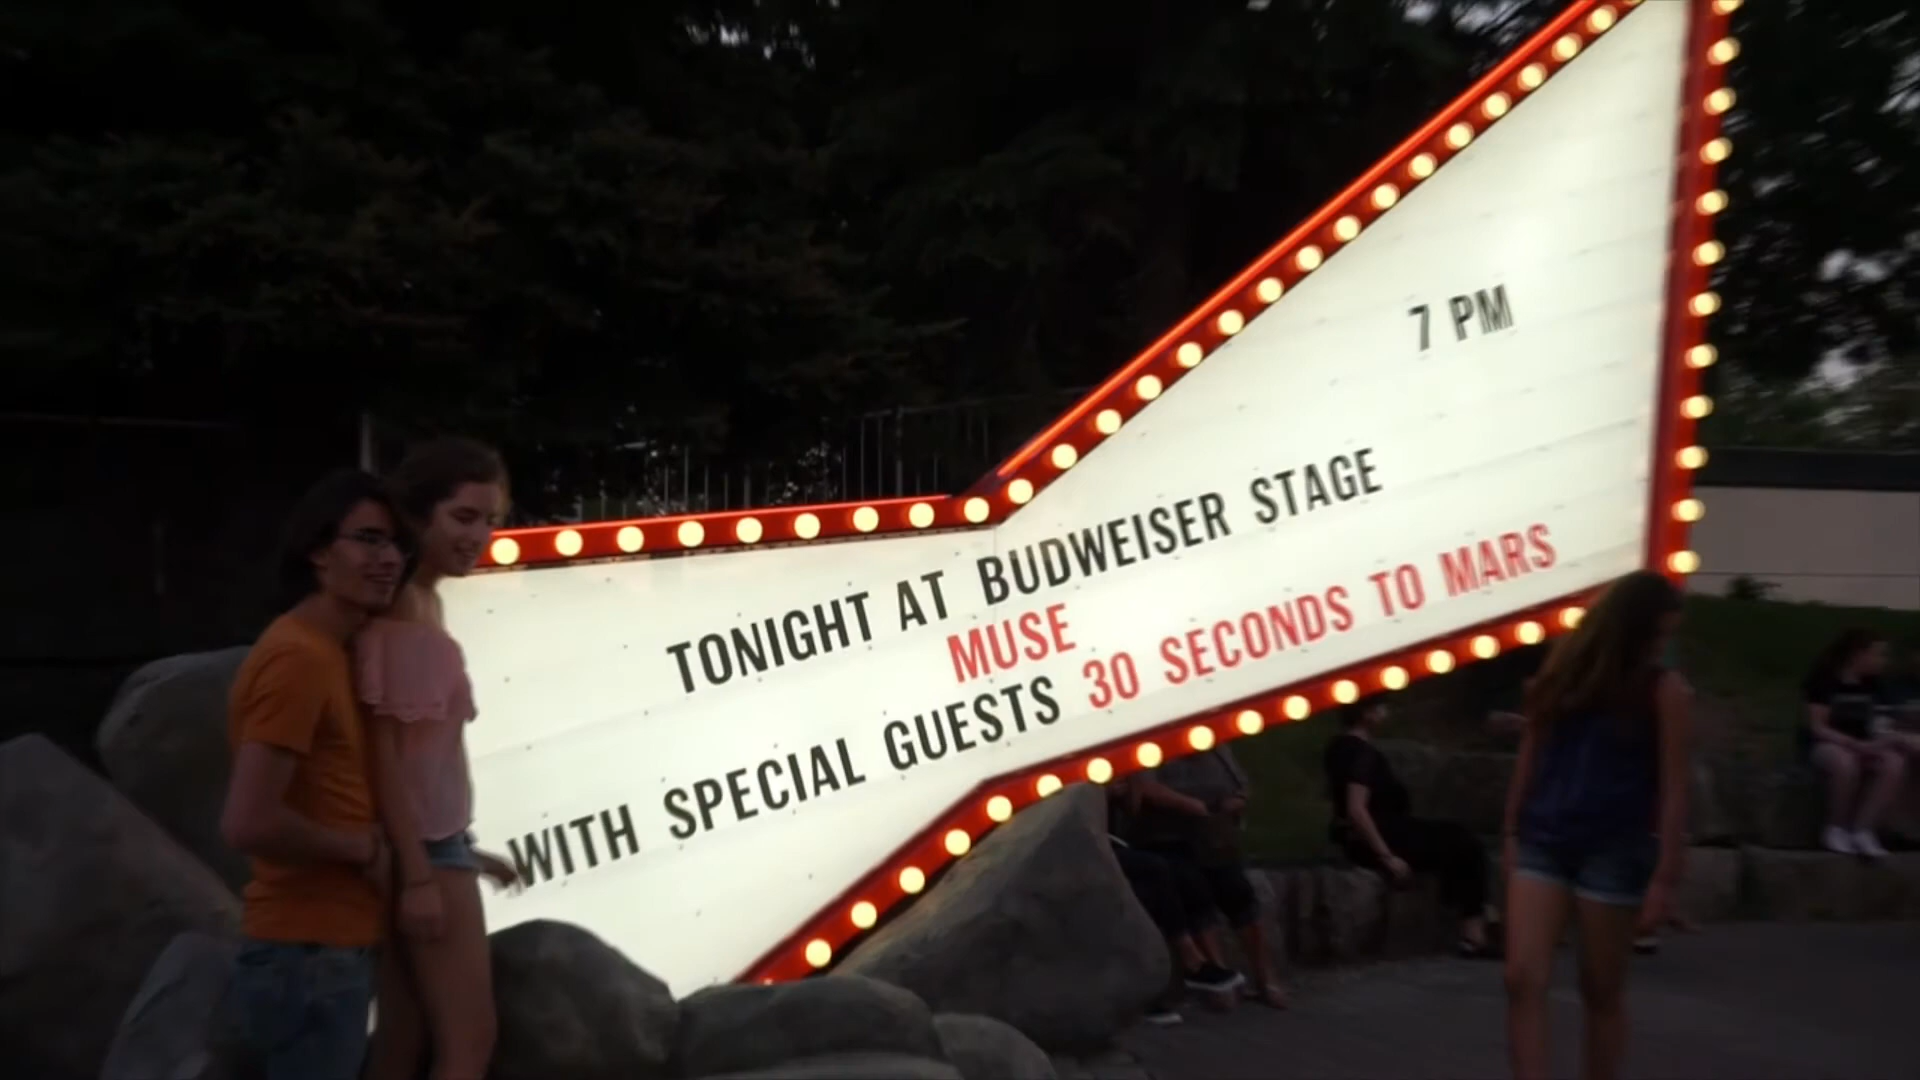 7 PM
TONIGHT AT BUDWEISER STAGE
MUSE
WITH SPECIAL GUESTS 30 SECONDS TO MARS